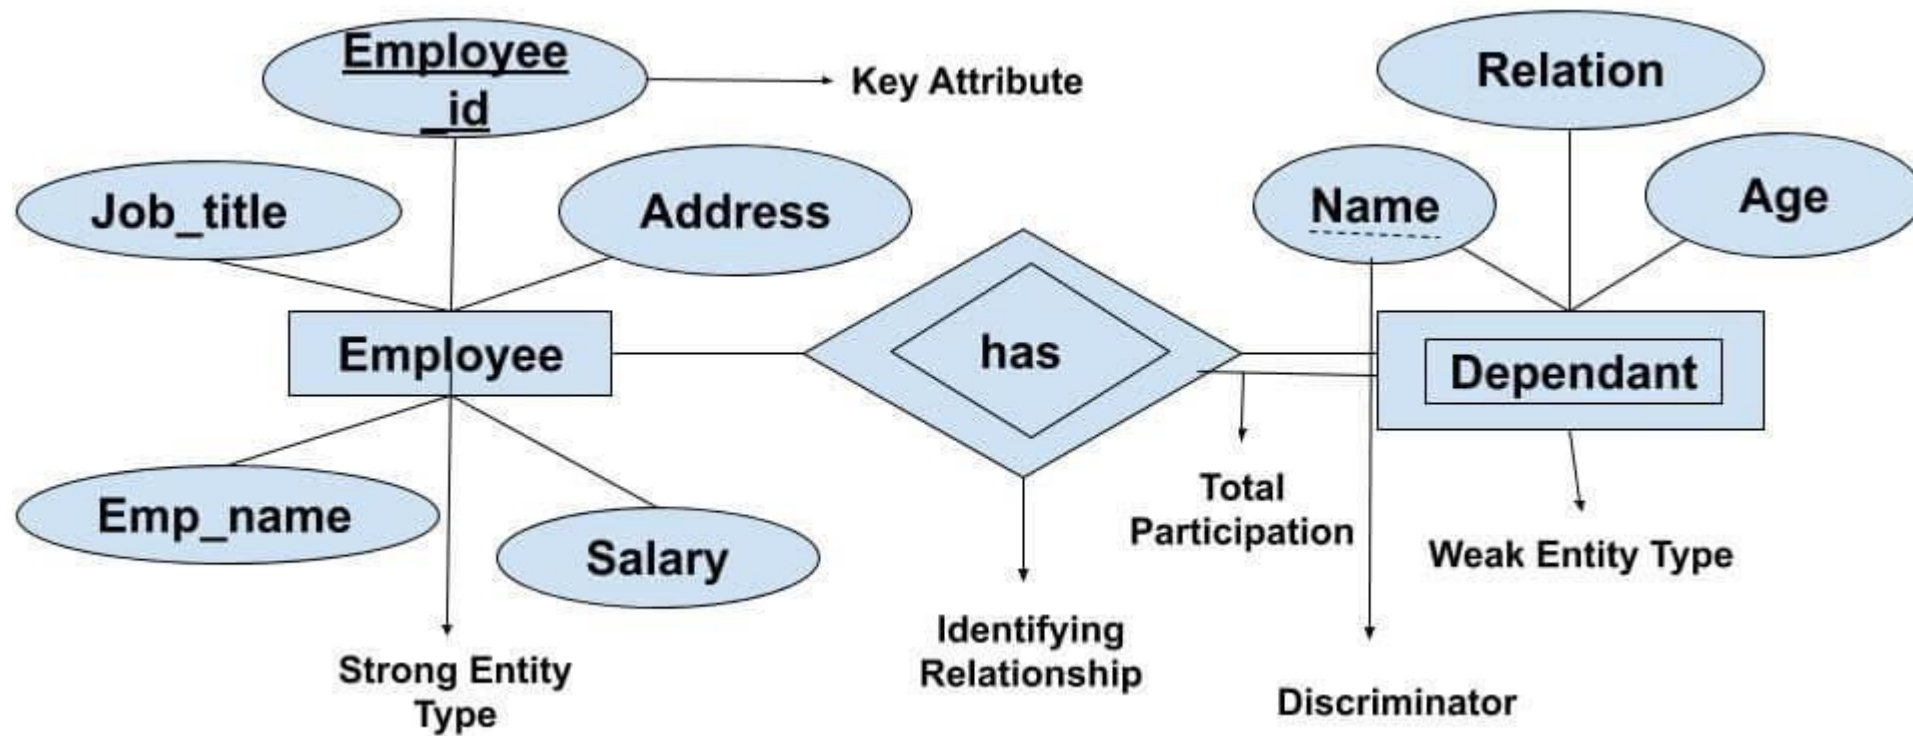 Employee
_id
Key Attribute
Relation
Job_title
Address
Name
Age
Employee
has
Dependant
Emp_name
Salary
Total
Participation
Weak Entity Type
Identifying
Relationship
Strong Entity
Type
Discriminator